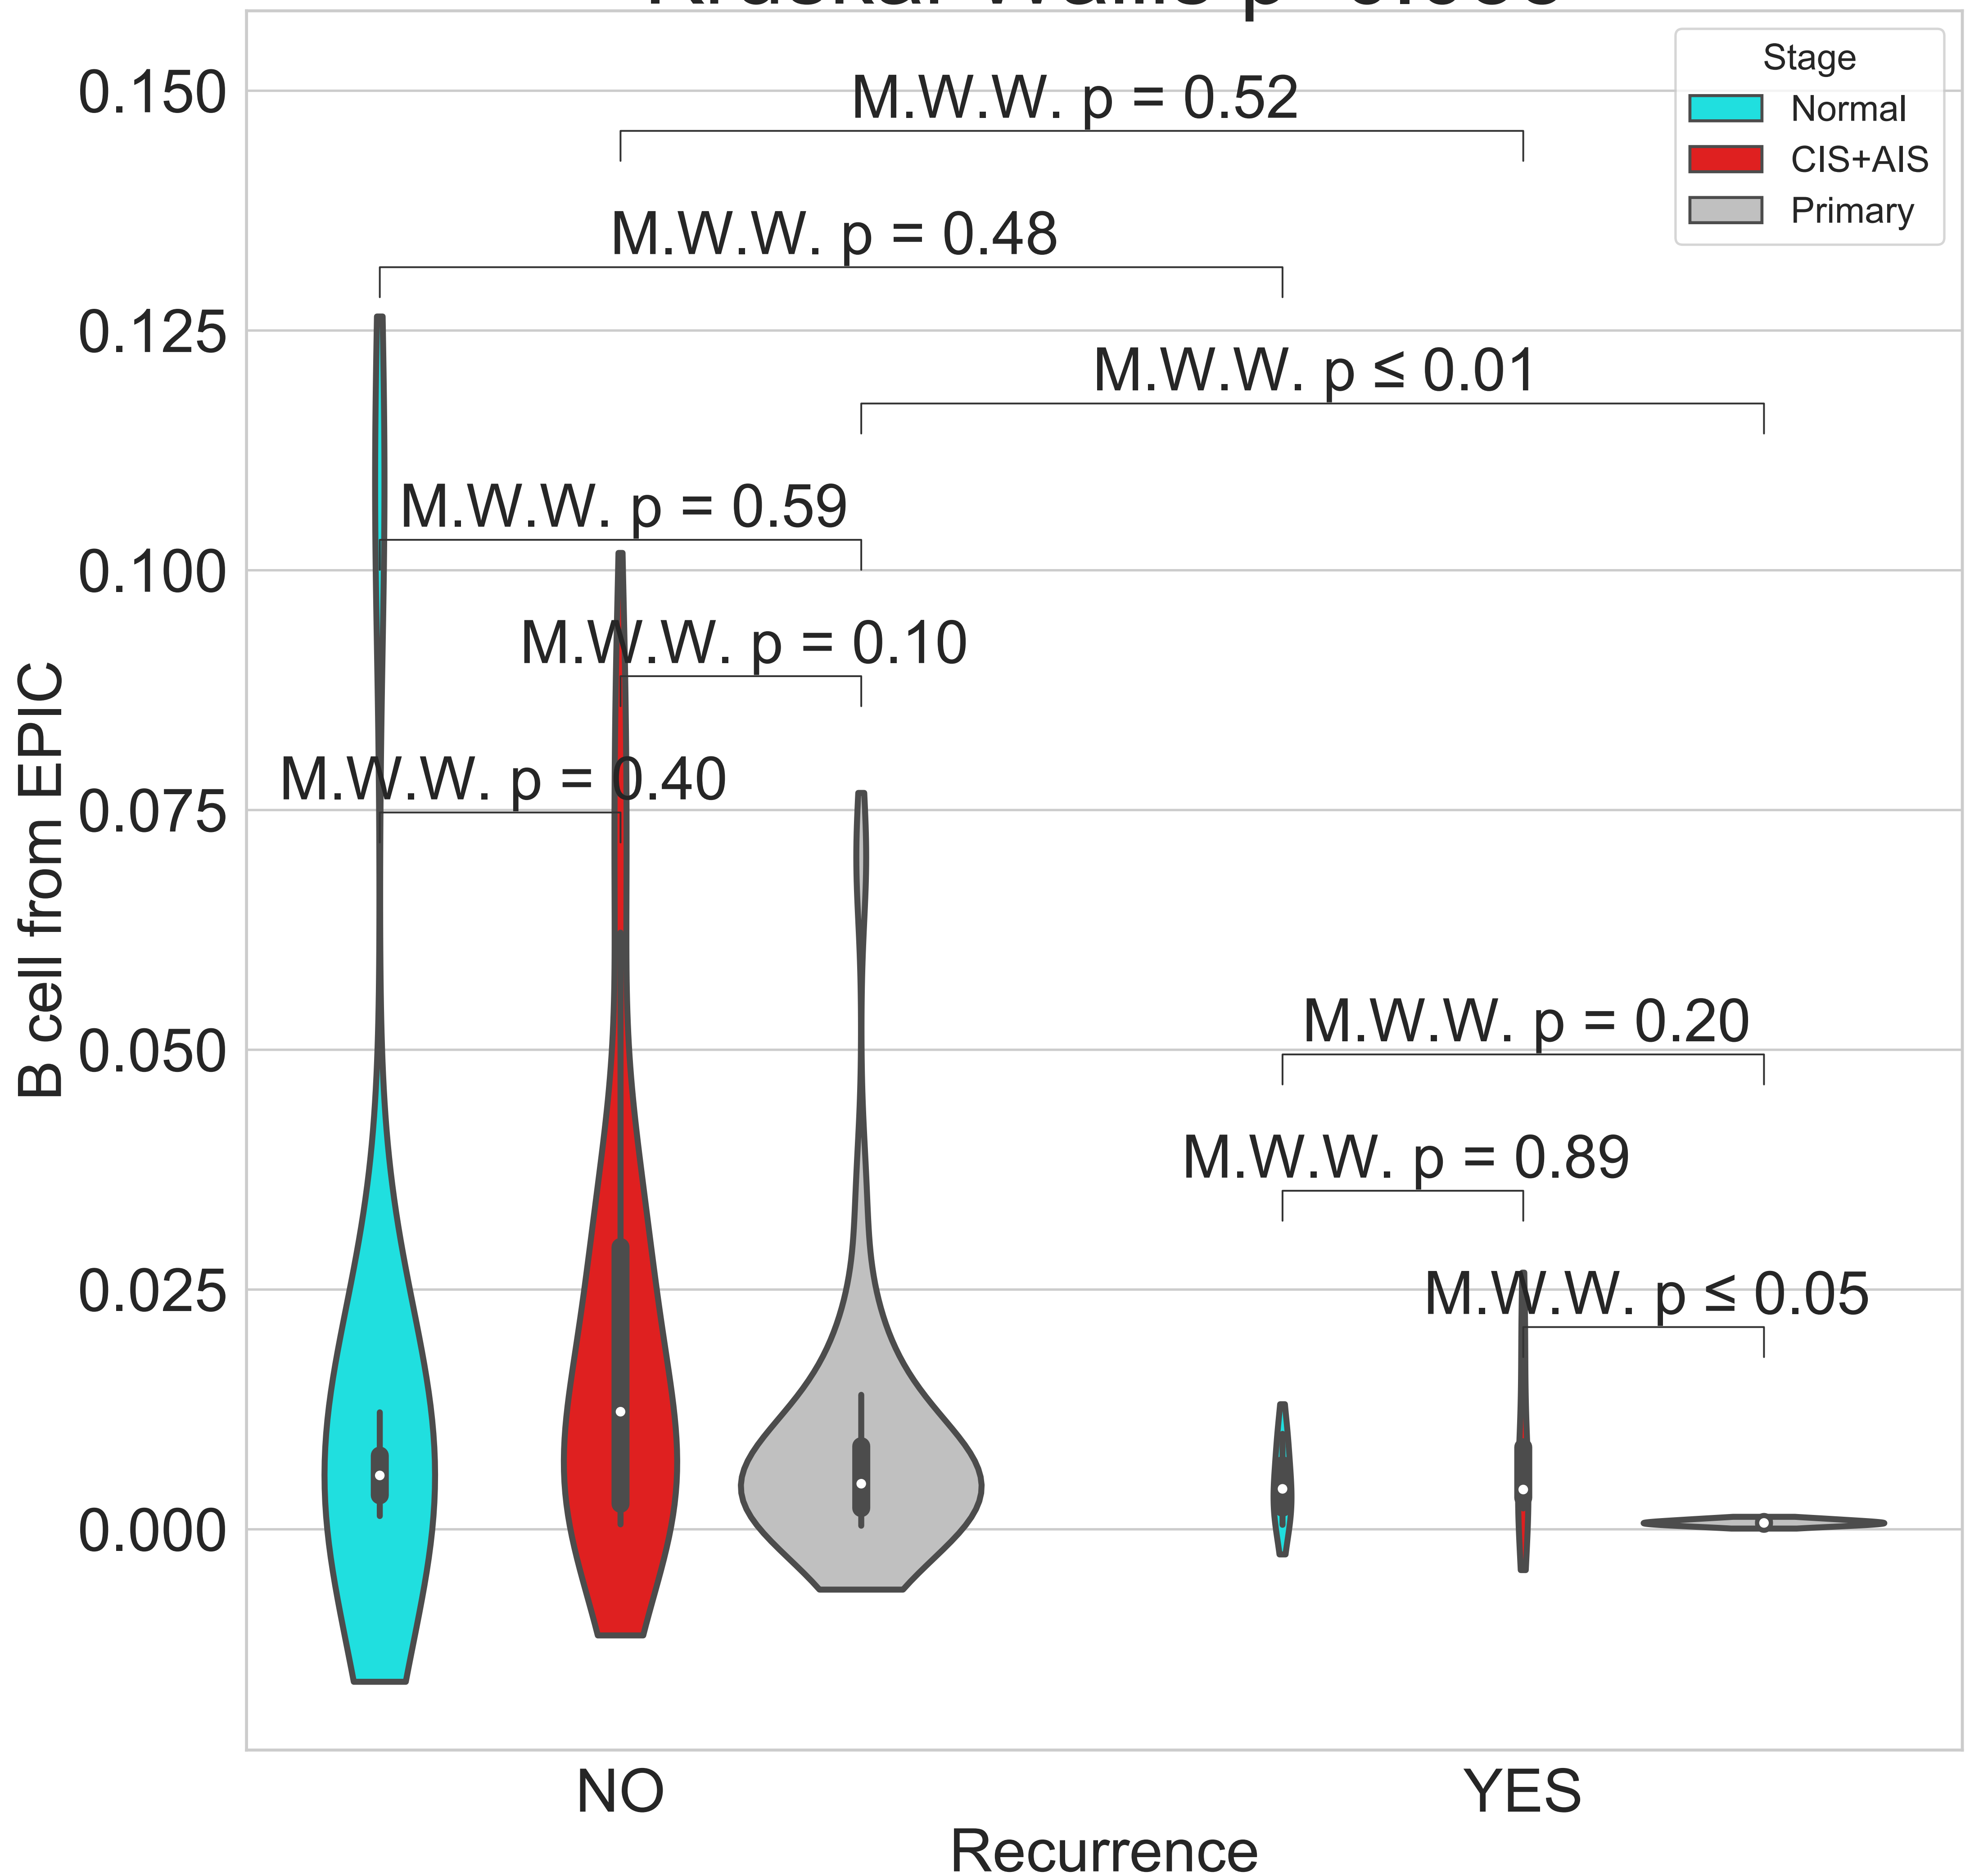 Stage
Normal
CIS+AIS
Primary
0.150
0.125
0.100
0.075
0.050
0.025
0.000
B cell from EPIC
M.W.W. p = 0.52
M.W.W. p = 0.48
M.W.W. p ≤ 0.01
M.W.W. p = 0.59
M.W.W. p = 0.10
M.W.W. p = 0.40
M.W.W. p = 0.20
M.W.W. p = 0.89
M.W.W. p ≤ 0.05
NO
YES
Recurrence